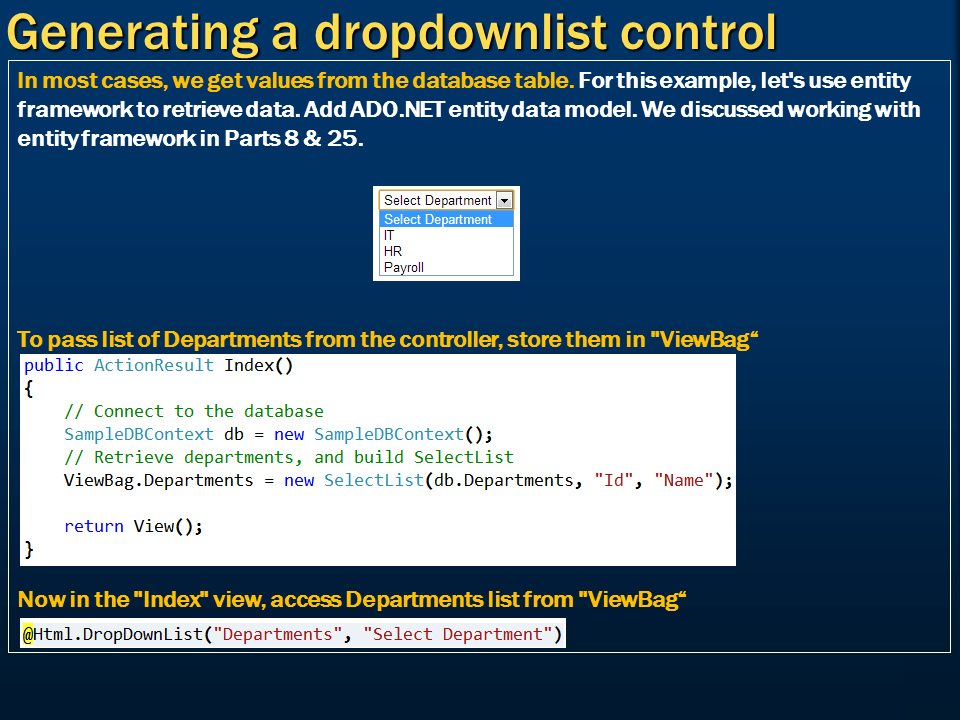 Generating a dropdownlist control
In most cases, we get values from the database table. For this example, let's use entity
framework to retrieve data. Add ADO.NET entity data model. We discussed working with
entity framework in Parts 8 & 25.
Select Department
Select Department
IT
HR
Payroll
To pass list of Departments from the controller, store them in "ViewBag“
public ActionResult Index()
{
    // Connect to the database
    SampleDBContext db = new SampleDBContext();
    // Retrieve departments, and build SelectList
    ViewBag.Departments = new SelectList(db.Departments, "Id", "Name");
    return View();
}
Now in the "Index" view, access Departments list from "ViewBag“
@Html.DropDownList("Departments", "Select Department")